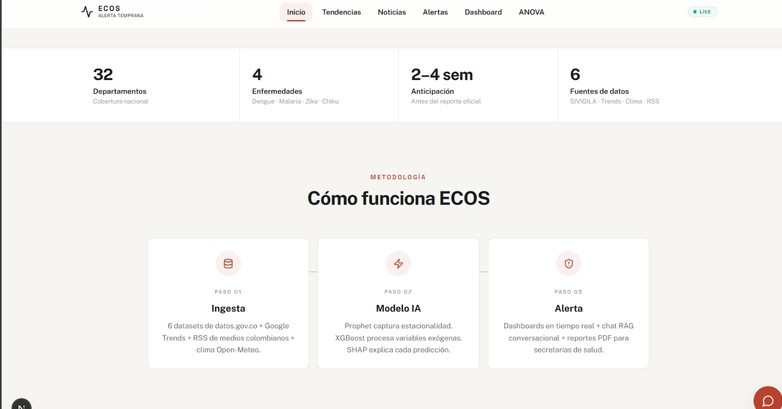 ECOS
ALERTA TEMPRANA
Inicio Tendencias Noticias Alertas Dashboard ANOVA
LIVE
32
Departamentos
Cobertura nacional
4
Enfermedades
Dengue · Malaria · Zika · Chiku
2–4 sem
Anticipación
Antes del reporte oficial
6
Fuentes de datos
SIVIGILA · Trends · Clima · RSS
METODOLOGÍA
Cómo funciona ECOS
PASO 01
Ingesta
6 datasets de datos.gov.co + Google
Trends + RSS de medios colombianos +
clima Open-Meteo.
PASO 02
Modelo IA
Prophet captura estacionalidad.
XGBoost procesa variables exógenas.
SHAP explica cada predicción.
PASO 03
Alerta
Dashboards en tiempo real + chat RAG
conversacional + reportes PDF para
secretarías de salud.
N